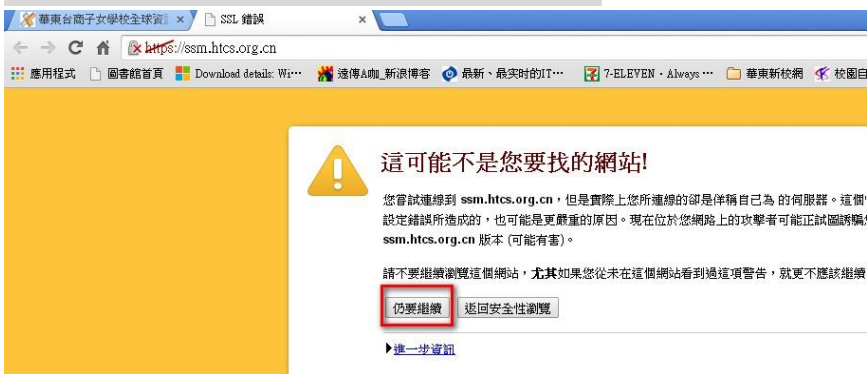 華東台商子女學校全球資
SSL 錯誤
https://ssm.htcs.org.cn
應用程式
圖書館首頁
Download details: Wi…
遠傳A咖_新浪博客
最新、最实时的IT…
7-ELEVEN · Always …
華東新校網
校園自
這可能不是您要找的網站!
您嘗試連線到 ssm.htcs.org.cn，但是實際上您所連線的卻是佯稱自己為 的伺服器。這個
設定錯誤所造成的，也可能是更嚴重的原因。現在位於您網路上的攻擊者可能正試圖誘騙
ssm.htcs.org.cn 版本 (可能有害)。
請不要繼續瀏覽這個網站，尤其如果您從未在這個網站看到過這項警告，就更不應該繼續
仍要繼續
返回安全性瀏覽
進一步資訊